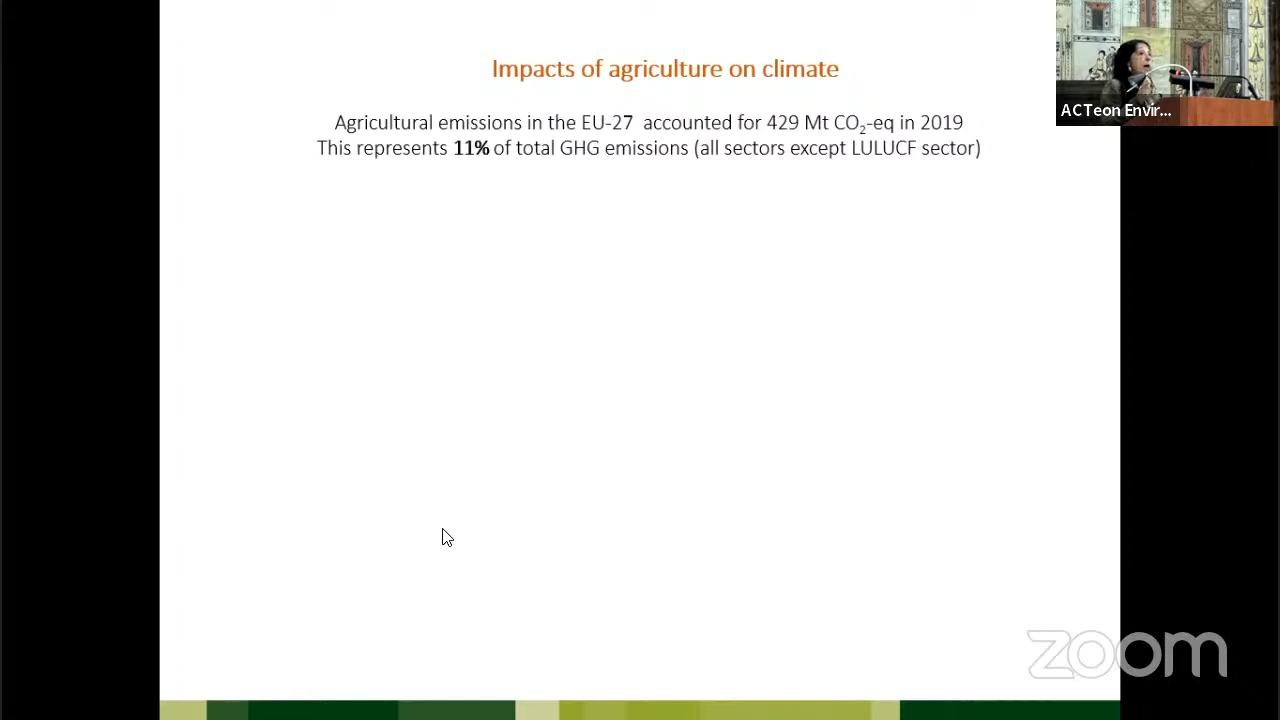 Impacts of agriculture on climate
Agricultural emissions in the EU-27 accounted for 429 Mt CO₂-eq in 2019
This represents 11% of total GHG emissions (all sectors except LULUCF sector)
ACTeon Envir...
zoom